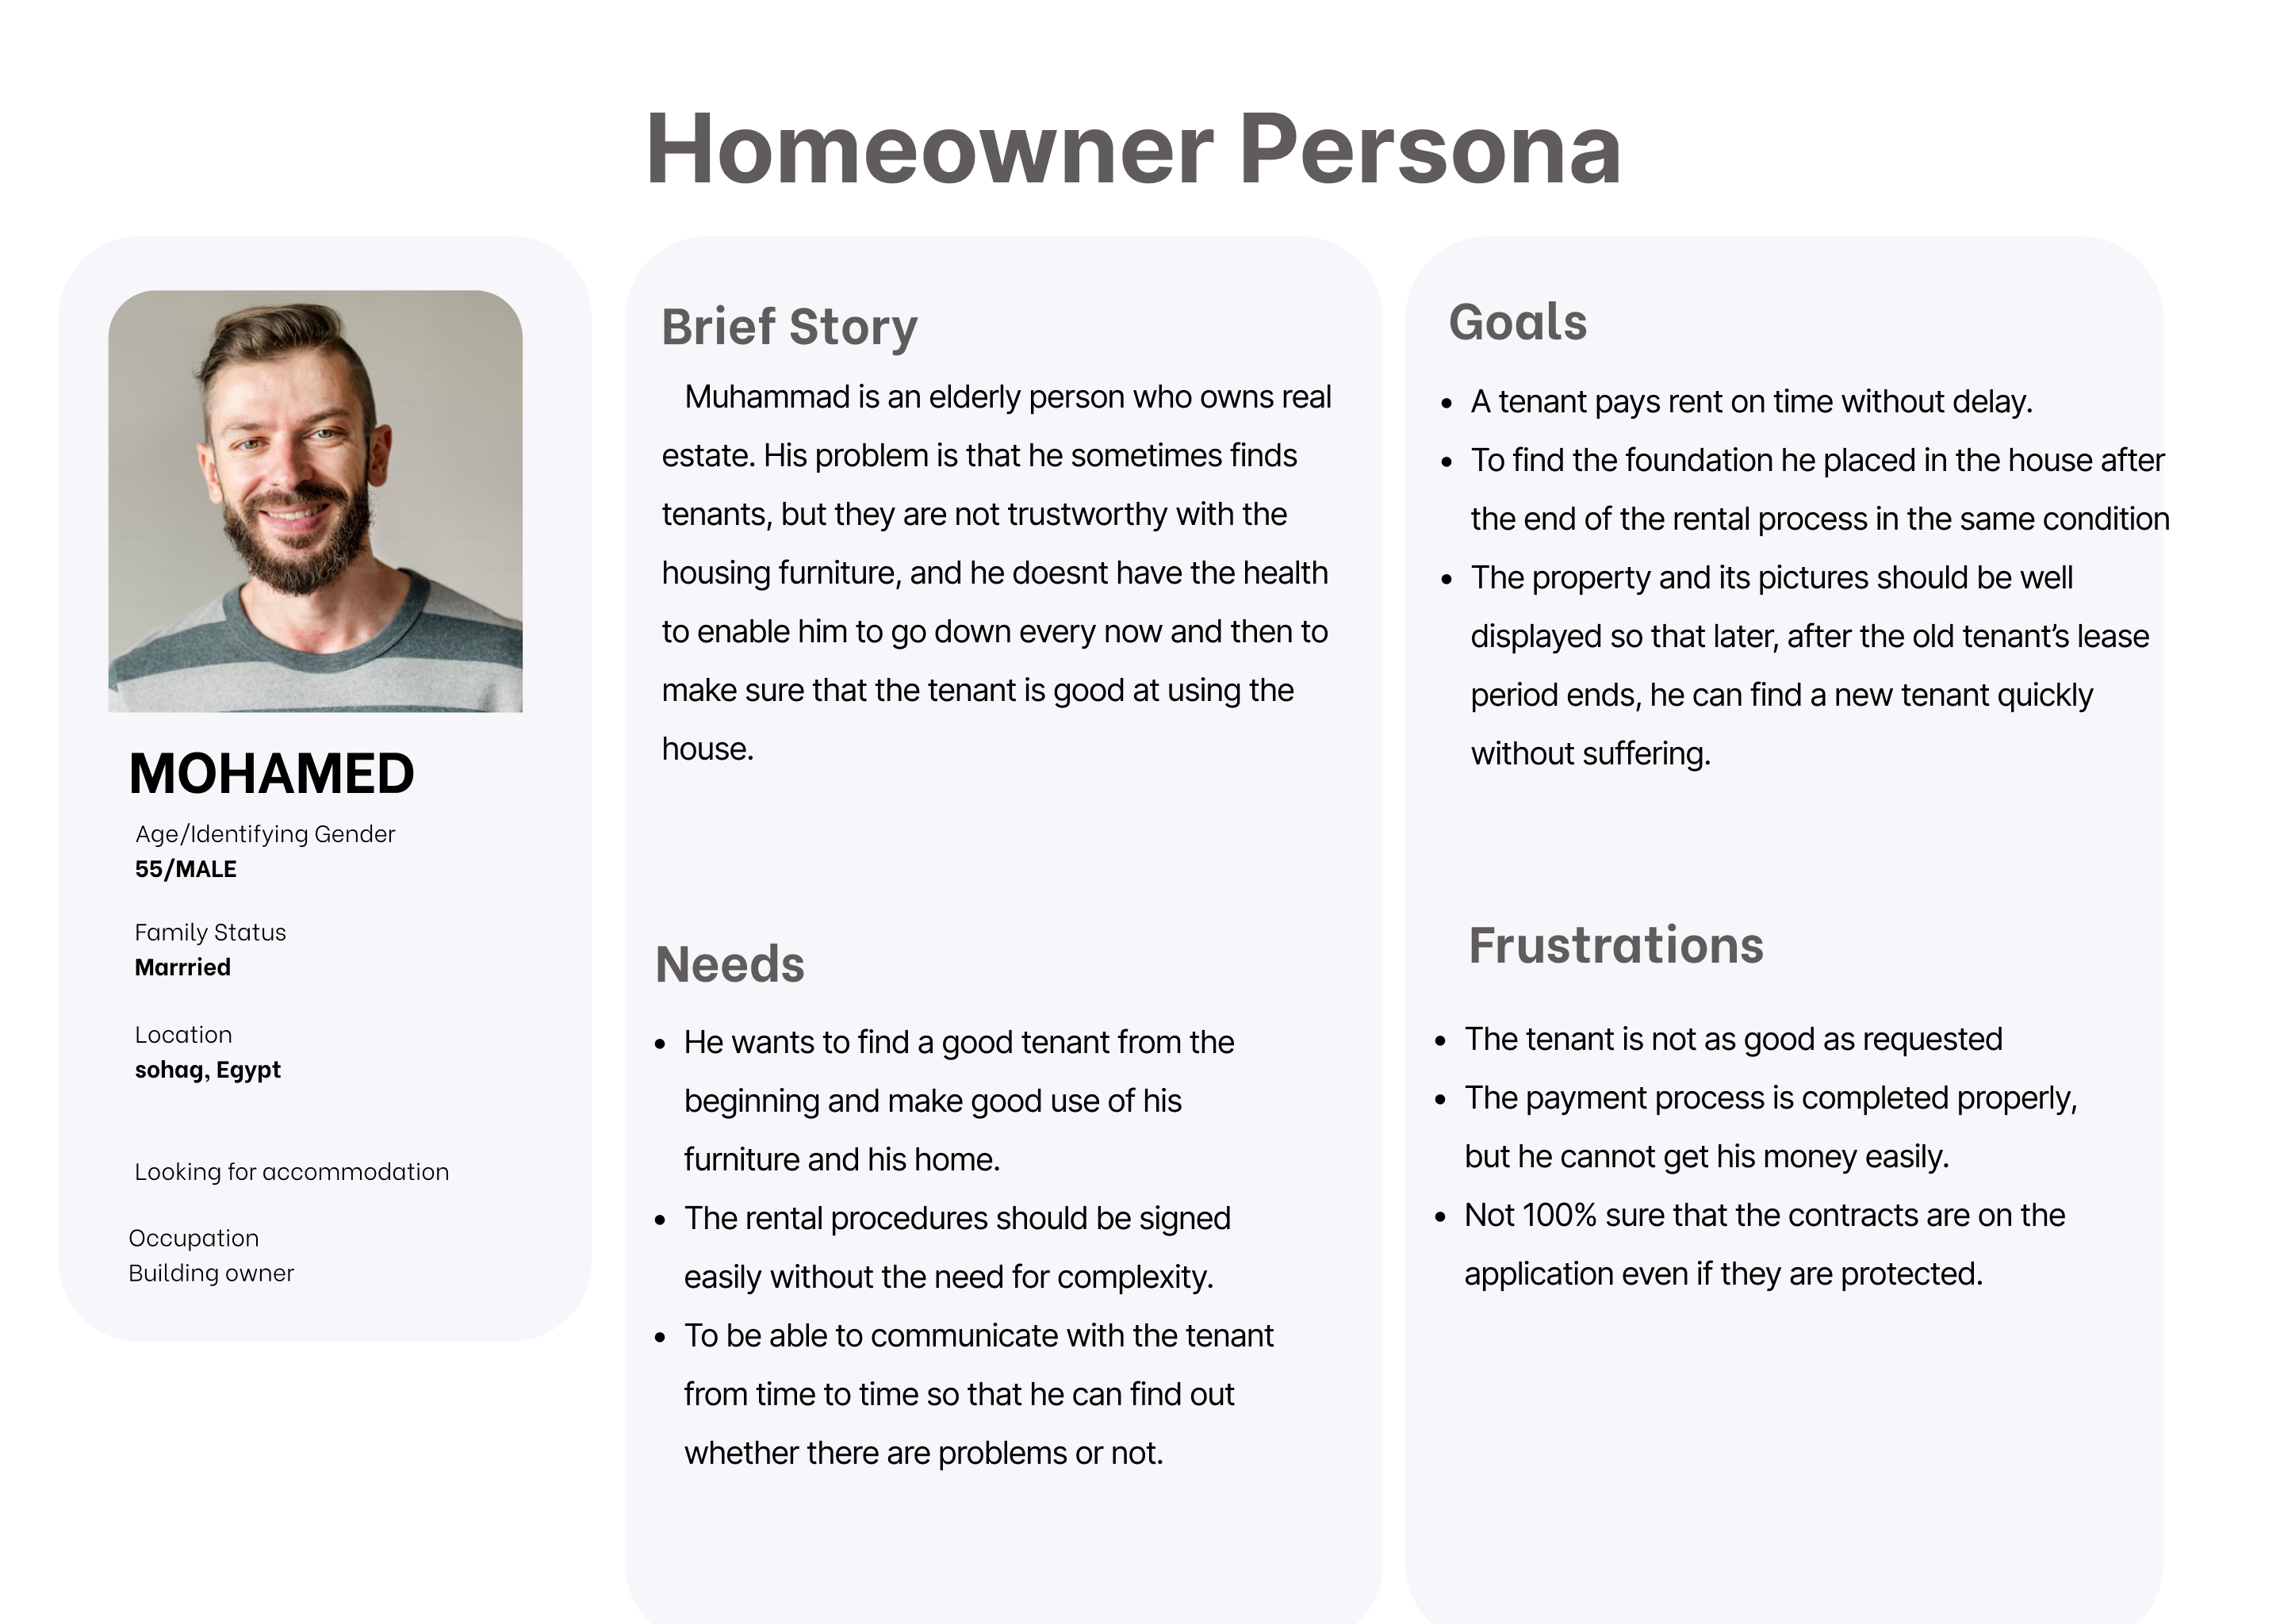 Homeowner Persona
MOHAMED
Age/Identifying Gender
55/MALE
Family Status
Marrried
Location
sohag, Egypt
Looking for accommodation
Occupation
Building owner
Brief Story
Muhammad is an elderly person who owns real
estate. His problem is that he sometimes finds
tenants, but they are not trustworthy with the
housing furniture, and he doesnt have the health
to enable him to go down every now and then to
make sure that the tenant is good at using the
house.
Needs
• He wants to find a good tenant from the
beginning and make good use of his
furniture and his home.
• The rental procedures should be signed
easily without the need for complexity.
• To be able to communicate with the tenant
from time to time so that he can find out
whether there are problems or not.
Goals
• A tenant pays rent on time without delay.
• To find the foundation he placed in the house after
the end of the rental process in the same condition
• The property and its pictures should be well
displayed so that later, after the old tenant’s lease
period ends, he can find a new tenant quickly
without suffering.
Frustrations
• The tenant is not as good as requested
• The payment process is completed properly,
but he cannot get his money easily.
• Not 100% sure that the contracts are on the
application even if they are protected.